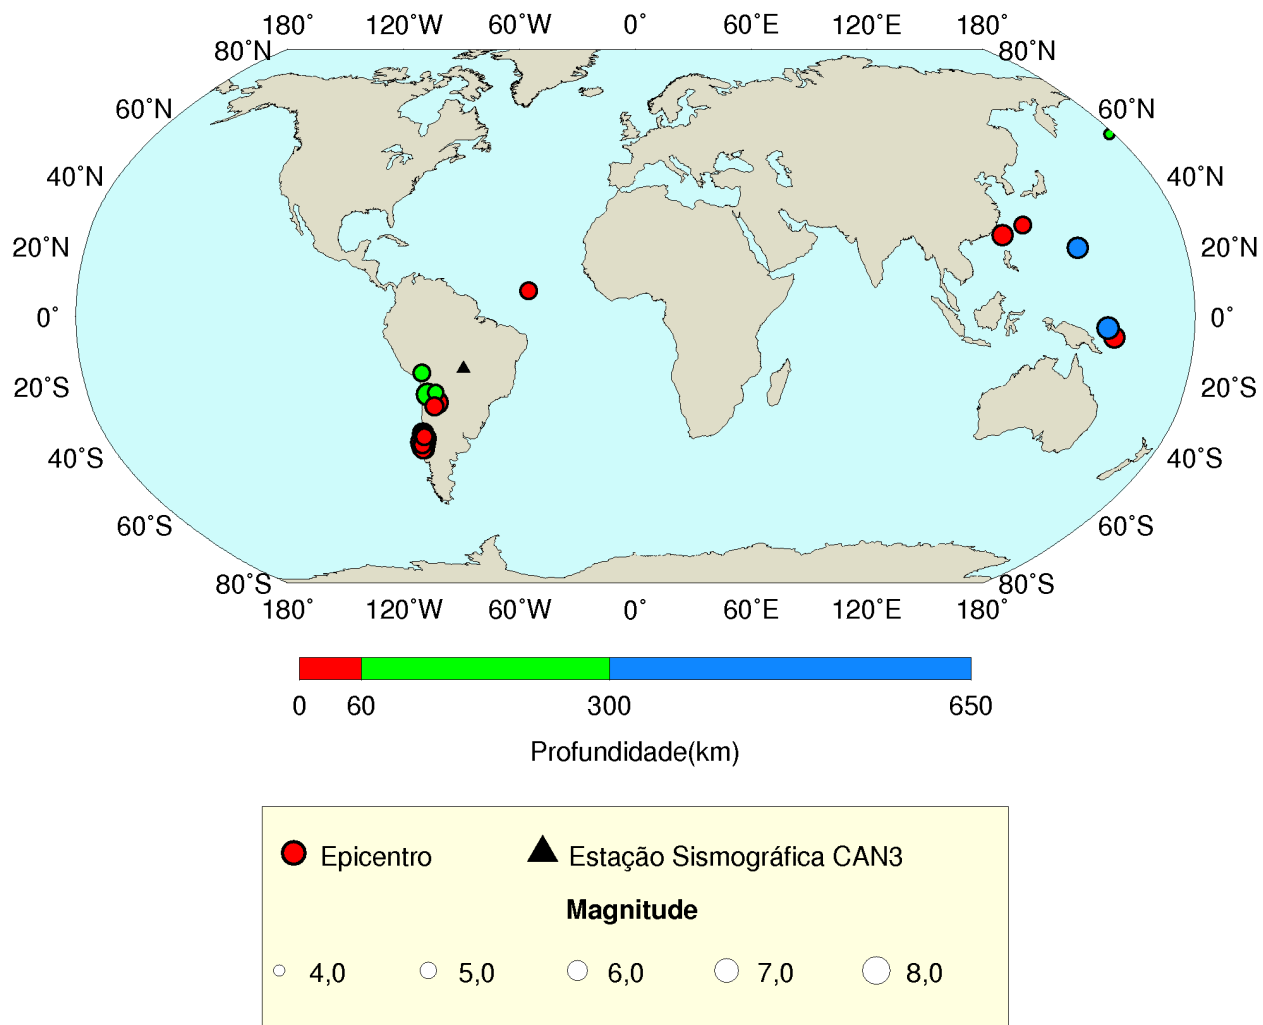 180˚ 120˚W 60˚W 0˚ 60˚E 120˚E 180˚
80˚N 80˚N
60˚N 60˚N
40˚N 40˚N
20˚N 20˚N
0˚ 0˚
20˚S 20˚S
40˚S 40˚S
60˚S 60˚S
80˚S 80˚S
180˚ 120˚W 60˚W 0˚ 60˚E 120˚E 180˚
0 60 300 650
Profundidade(km)
Epicentro Estação Sismográfica CAN3
Magnitude
4,0 5,0 6,0 7,0 8,0